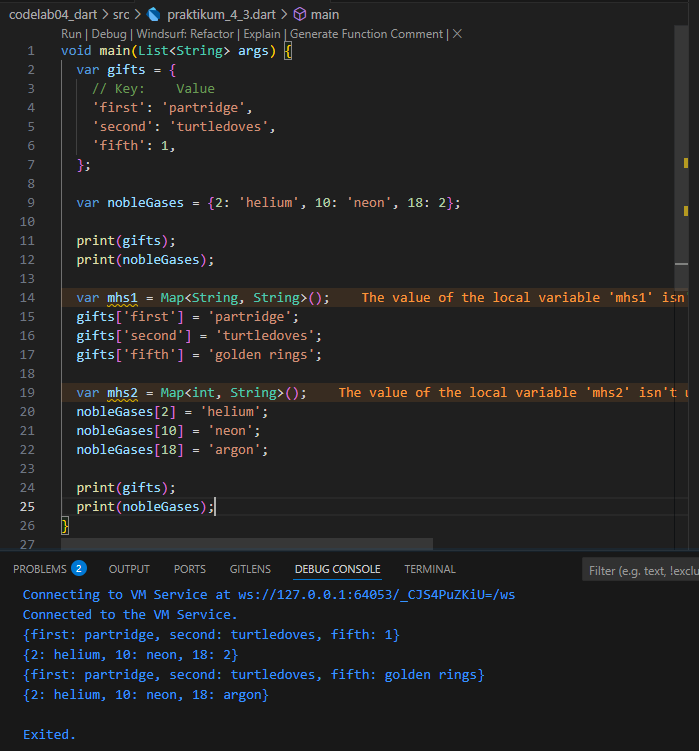 codelab04_dart > src > praktikum_4_3.dart > main
Run | Debug | Windsurf: Refactor | Explain | Generate Function Comment | ×
1 void main(List<String> args) {
2 var gifts = {
3 // Key:    Value
4 'first': 'partridge',
5 'second': 'turtledoves',
6 'fifth': 1,
7 };
8
9 var nobleGases = {2: 'helium', 10: 'neon', 18: 2};
10
11 print(gifts);
12 print(nobleGases);
13
14 var mhs1 = Map<String, String>();    The value of the local variable 'mhs1' isn'
15 gifts['first'] = 'partridge';
16 gifts['second'] = 'turtledoves';
17 gifts['fifth'] = 'golden rings';
18
19 var mhs2 = Map<int, String>();    The value of the local variable 'mhs2' isn't u
20 nobleGases[2] = 'helium';
21 nobleGases[10] = 'neon';
22 nobleGases[18] = 'argon';
23
24 print(gifts);
25 print(nobleGases);
26 }
27
PROBLEMS 2 OUTPUT PORTS GITLENS DEBUG CONSOLE TERMINAL Filter (e.g. text, !exclu
Connecting to VM Service at ws://127.0.0.1:64053/_CJS4PuZKiU=/ws
Connected to the VM Service.
{first: partridge, second: turtledoves, fifth: 1}
{2: helium, 10: neon, 18: 2}
{first: partridge, second: turtledoves, fifth: golden rings}
{2: helium, 10: neon, 18: argon}
Exited.